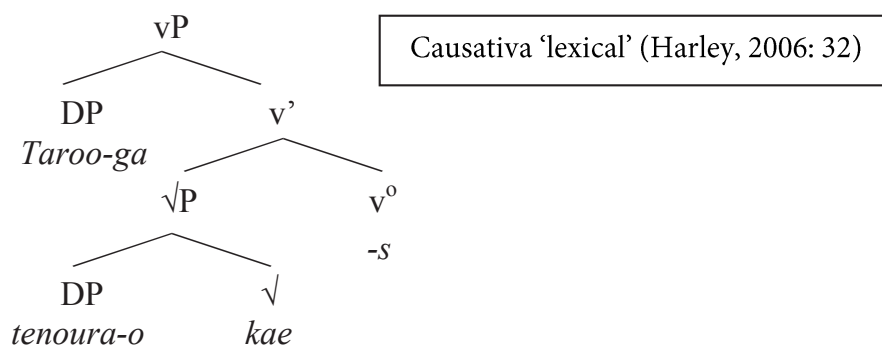 vP
Causativa ‘lexical’ (Harley, 2006: 32)
DP v’
Taroo-ga
√P vº
-s
DP √
tenoura-o kae